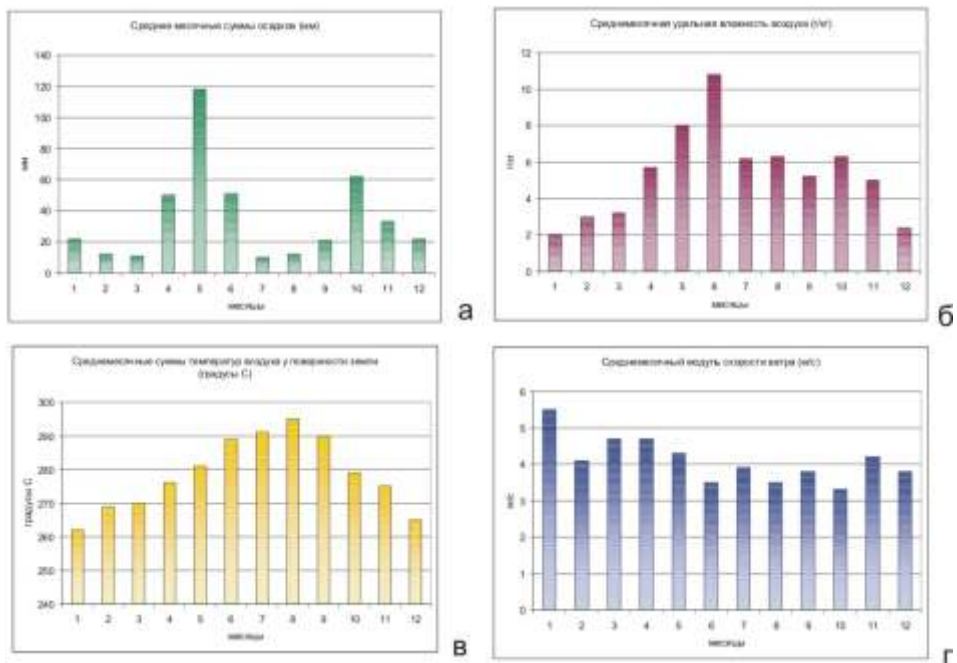 Средние месячные суммы осадков (мм)
140
120
100
80
60
40
20
0
мм
1 2 3 4 5 6 7 8 9 10 11 12
месяцы
а
Среднемесячная удельная влажность воздуха (г/кг)
12
10
8
6
4
2
0
г/кг
1 2 3 4 5 6 7 8 9 10 11 12
месяцы
б
Среднемесячные суммы температур воздуха у поверхности земли
(градусы С)
300
290
280
270
260
250
240
градусы С
1 2 3 4 5 6 7 8 9 10 11 12
месяцы
в
Среднемесячный модуль скорости ветра (м/с)
6
5
4
3
2
1
0
м/с
1 2 3 4 5 6 7 8 9 10 11 12
месяцы
г